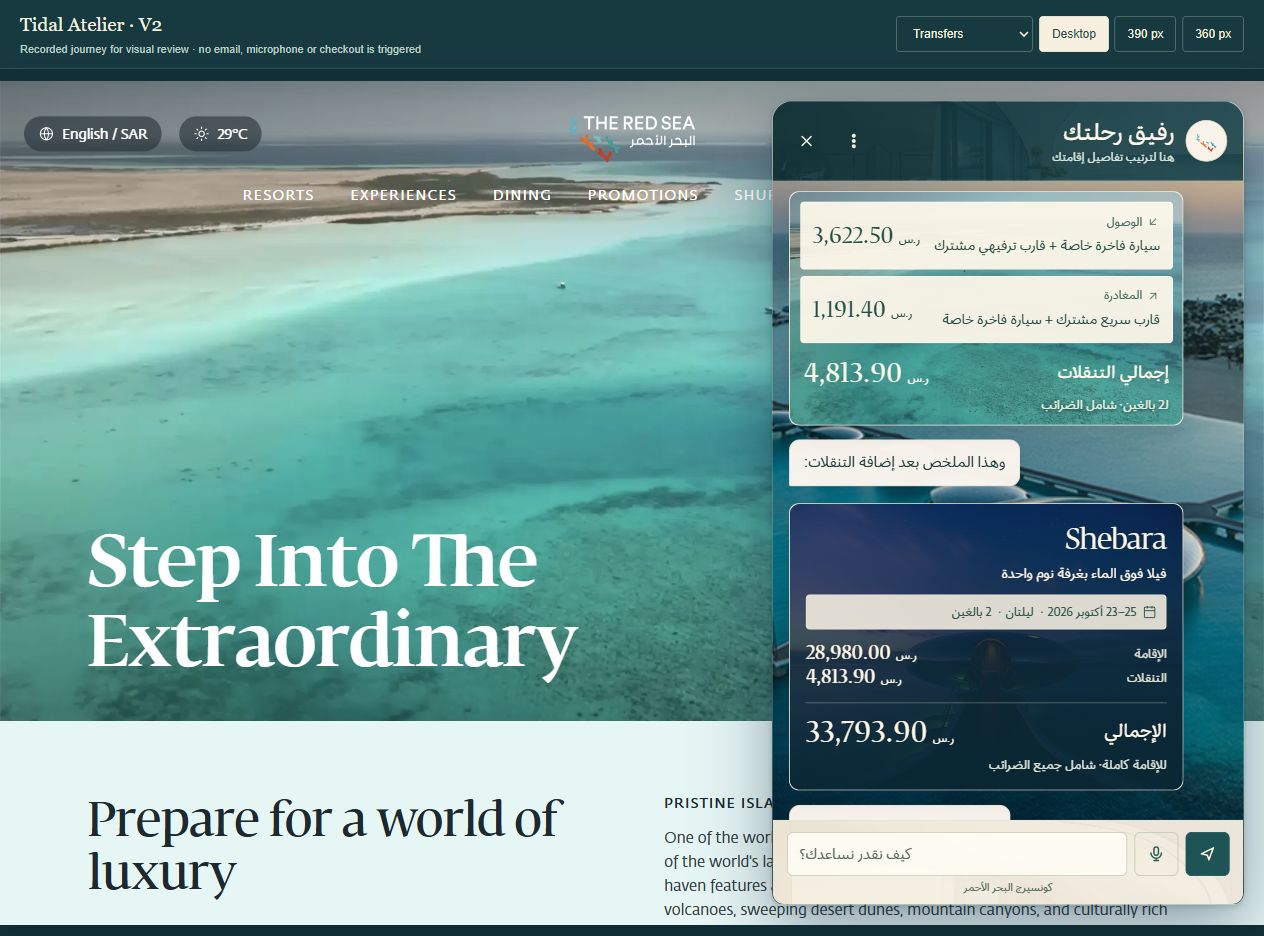 Tidal Atelier · V2
Recorded journey for visual review · no email, microphone or checkout is triggered
Transfers
Desktop
390 px
360 px
English / SAR
29°C
THE RED SEA
البحر الأحمر
RESORTS
EXPERIENCES
DINING
PROMOTIONS
Step Into The
Extraordinary
Prepare for a world of
luxury
PRISTINE ISLA
One of the worl
of the world's la
haven features
volcanoes, sweeping desert dunes, mountain canyons, and culturally rich
رفيق رحلتك
هنا لترتيب تفاصيل إقامتك
الوصول
سيارة فاخرة خاصة + قارب ترفيهي مشترك
3,622.50 ر.س
المغادرة
قارب سريع مشترك + سيارة فاخرة خاصة
1,191.40 ر.س
إجمالي التنقلات
4,813.90 ر.س
لـ2 بالغين · شامل الضرائب
وهذا الملخص بعد إضافة التنقلات:
Shebara
فيلا فوق الماء بغرفة نوم واحدة
23–25 أكتوبر 2026 · ليلتان · 2 بالغين
الإقامة
28,980.00 ر.س
التنقلات
4,813.90 ر.س
الإجمالي
33,793.90 ر.س
للإقامة كاملة · شامل جميع الضرائب
كيف نقدر نساعدك؟
كونسيرج البحر الأحمر